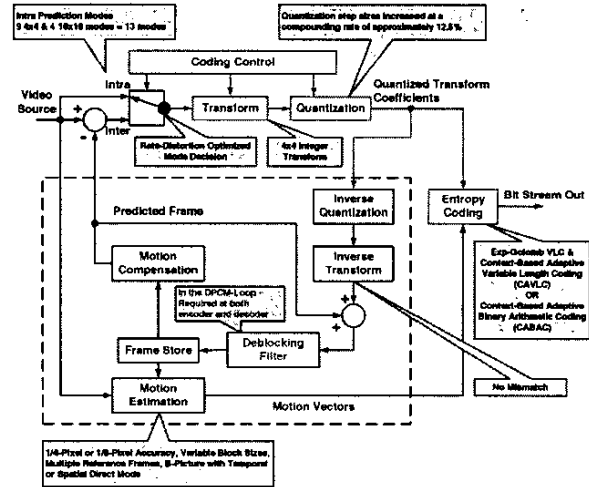 Intra Prediction Modes
9 4x4 & 4 16x16 modes = 13 modes
Quantization step sizes increased at a
compounding rate of approximately 12.5%
Coding Control
Intra
Quantized Transform
Coefficients
Video
Source
+
-
Inter
Transform
Quantization
Rate-Distortion Optimized
Mode Decision
4x4 Integer
Transform
Inverse
Quantization
Entropy
Coding
Bit Stream Out
Predicted Frame
Motion
Compensation
Inverse
Transform
Exp-Golomb VLC &
Context-Based Adaptive
Variable Length Coding
(CAVLC)
OR
Context-Based Adaptive
Binary Arithmetic Coding
(CABAC)
In the DPCM-Loop -
Required at both
encoder and decoder
+
+
Frame Store
Deblocking
Filter
No Mismatch
Motion
Estimation
Motion Vectors
1/4-Pixel or 1/8-Pixel Accuracy, Variable Block Sizes,
Multiple Reference Frames, B-Picture with Temporal
or Spatial Direct Mode